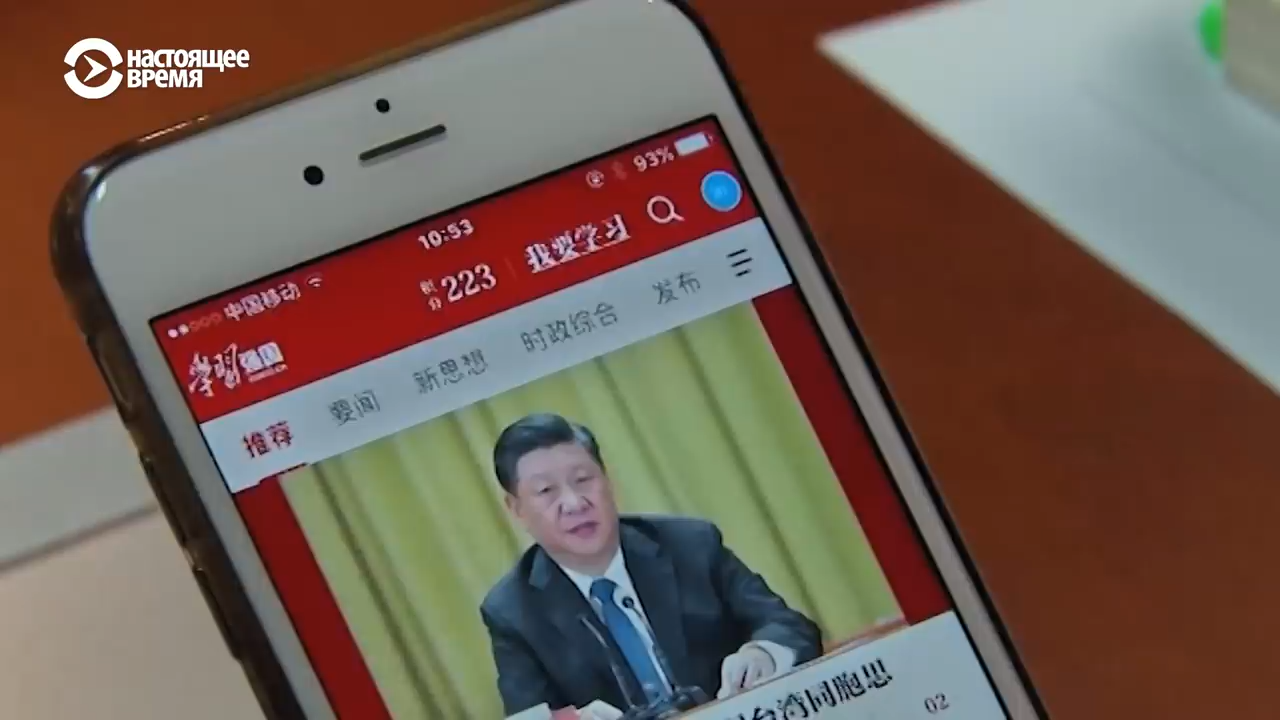 НАСТОЯЩЕЕ
ВРЕМЯ
中国移动
10:53
93%
学习强国
积分 223
我要学习
推荐
要闻
新思想
时政综合
发布
台湾同胞思
02